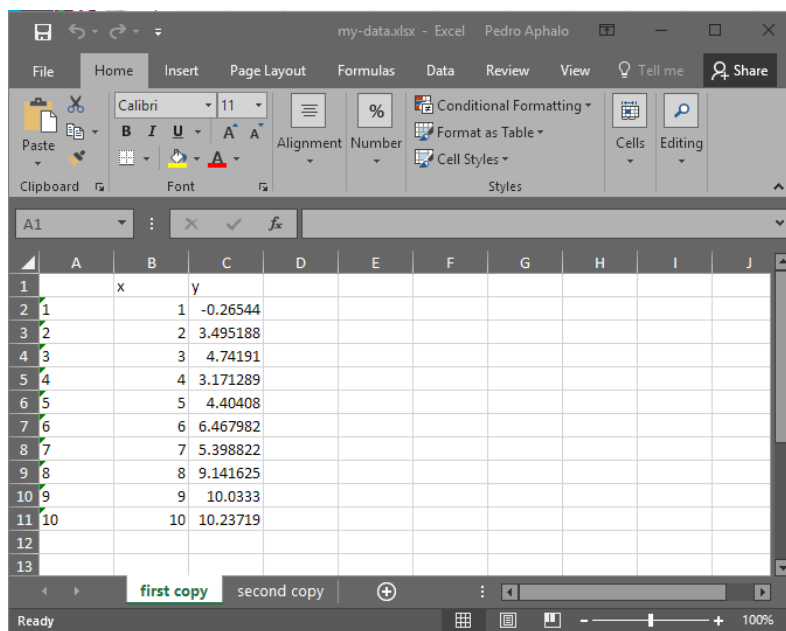 my-data.xlsx - Excel Pedro Aphalo
File Home Insert Page Layout Formulas Data Review View Tell me Share
Calibri 11 Conditional Formatting
B I U A A % Format as Table
Paste Alignment Number Cell Styles Cells Editing
A
Clipboard Font Styles
A1 fx
A B C D E F G H I J
1 x y
2 1 1 -0.26544
3 2 2 3.495188
4 3 3 4.74191
5 4 4 3.171289
6 5 5 4.40408
7 6 6 6.467982
8 7 7 5.398822
9 8 8 9.141625
10 9 9 10.0333
11 10 10 10.23719
12
13
first copy second copy
Ready - + 100%